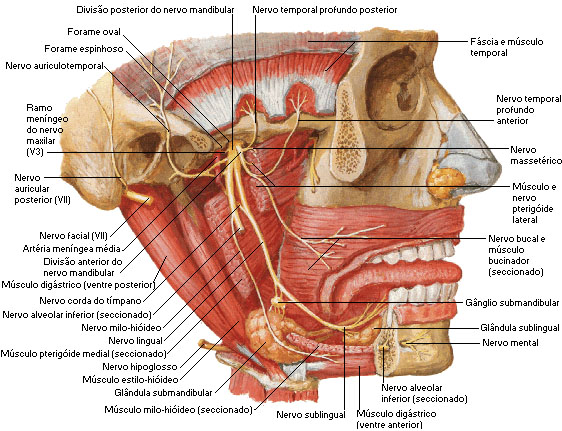 Divisão posterior do nervo mandibular
Nervo temporal profundo posterior
Forame oval
Forame espinhoso
Nervo auriculotemporal
Ramo
meníngeo
do nervo
maxilar
(V3)
Nervo
auricular
posterior (VII)
Nervo facial (VII)
Artéria meníngea média
Divisão anterior do
nervo mandibular
Músculo digástrico (ventre posterior)
Nervo corda do tímpano
Nervo alveolar inferior (seccionado)
Nervo milo-hióideo
Nervo lingual
Músculo pterigóide medial (seccionado)
Nervo hipoglosso
Músculo estilo-hióideo
Glândula submandibular
Músculo milo-hióideo (seccionado)
Fáscia e músculo
temporal
Nervo temporal
profundo
anterior
Nervo
massetérico
Músculo e
nervo
pterigóide
lateral
Nervo bucal e
músculo
bucinador
(seccionado)
Gânglio submandibular
Glândula sublingual
Nervo mental
Nervo alveolar
inferior (seccionado)
Nervo sublingual
Músculo digástrico
(ventre anterior)